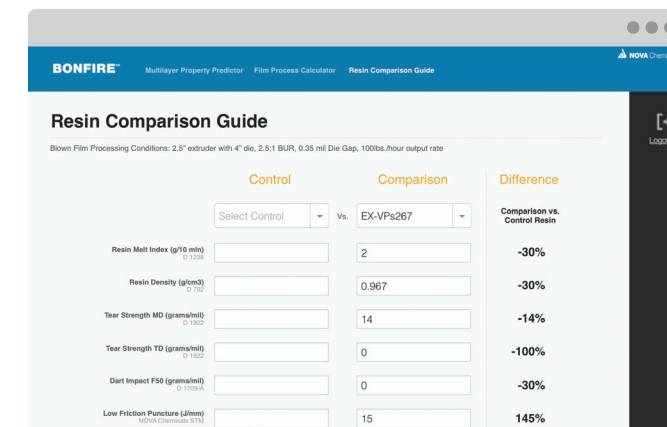 NOVA Chemi
BONFIRE™ Multilayer Property Predictor Film Process Calculator Resin Comparison Guide
Resin Comparison Guide
Blown Film Processing Conditions: 2.5" extruder with 4" die, 2.5:1 BUR, 0.35 mil Die Gap, 100lbs./hour output rate
Logo
Control Comparison Difference
Select Control Vs. EX-VPs267 Comparison vs.
Control Resin
Resin Melt Index (g/10 min) 2 -30%
D 1238
Resin Density (g/cm3) 0.967 -30%
D 792
Tear Strength MD (grams/mil) 14 -14%
D 1922
Tear Strength TD (grams/mil) 0 -100%
D 1922
Dart Impact F50 (grams/mil) 0 -30%
D 1709/A
Low Friction Puncture (J/mm) 15 145%
NOVA Chemicals STM